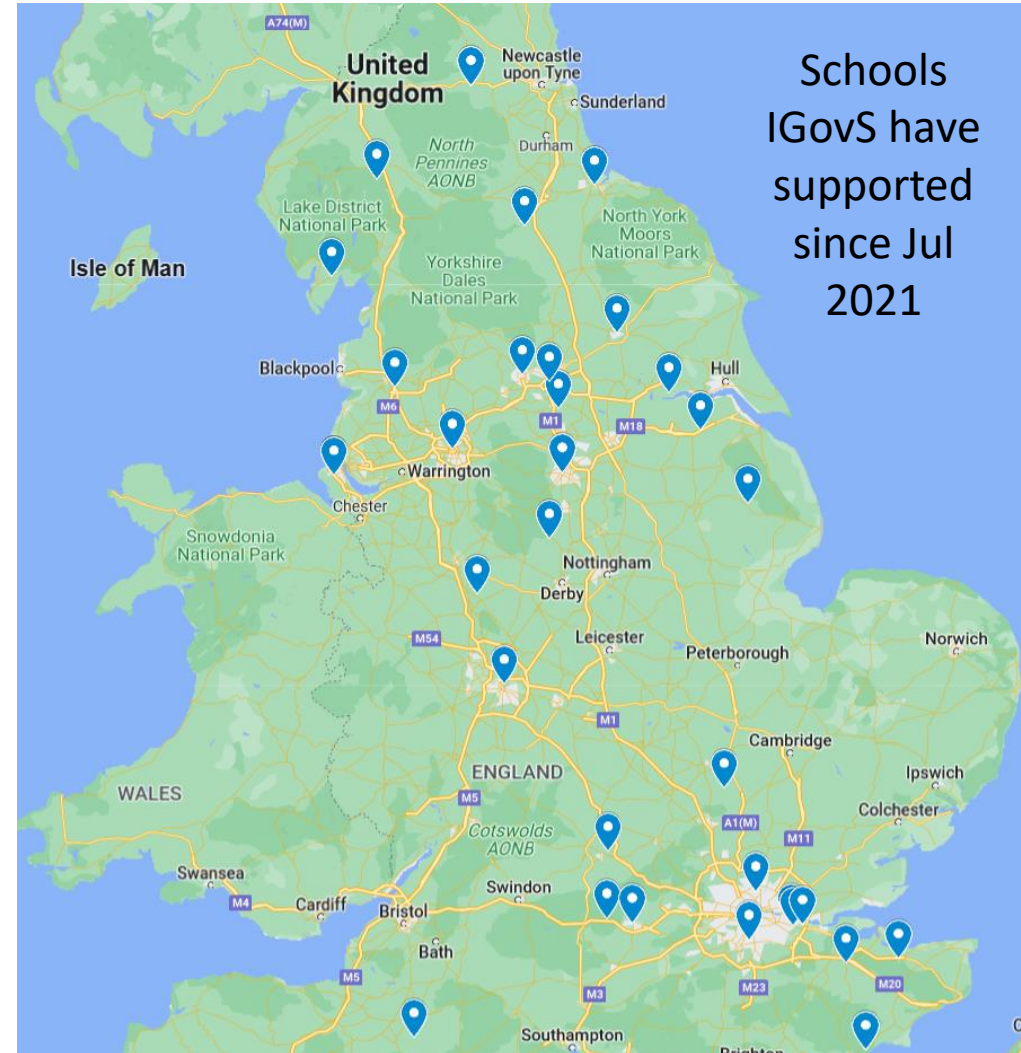 A74(M)
United
Kingdom
Newcastle
upon Tyne
Sunderland
Schools
IGovS have
supported
since Jul
2021
North
Pennines
AONB
Durham
Lake District
National Park
North York
Moors
National Park
Isle of Man
Yorkshire
Dales
National Park
Blackpool
Hull
M6
M1
M18
Warrington
Chester
Snowdonia
National Park
Nottingham
Derby
M54
Leicester
Peterborough
Norwich
M1
Cambridge
ENGLAND
WALES
M5
Ipswich
Colchester
Cotswolds
AONB
A1(M)
M11
Swansea
Swindon
M4
Cardiff
Bristol
Bath
M5
M3
M23
M20
Southampton
Brighton